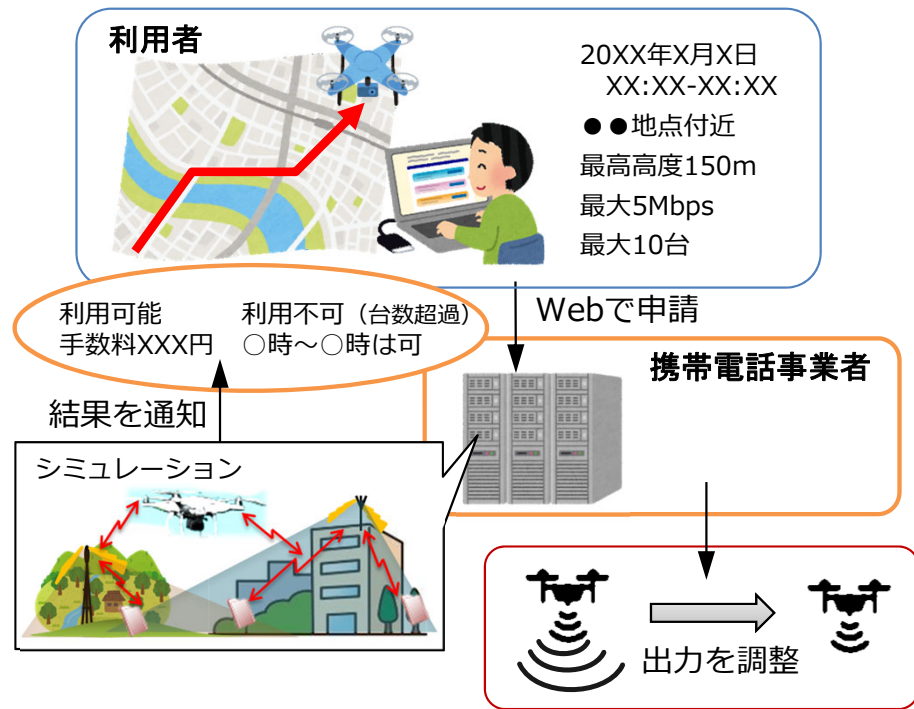 利用者
20XX年X月X日
XX:XX-XX:XX
●●地点付近
最高高度150m
最大5Mbps
最大10台
Webで申請
利用可能
手数料XXX円
利用不可（台数超過）
○時～○時は可
携帯電話事業者
結果を通知
シミュレーション
出力を調整